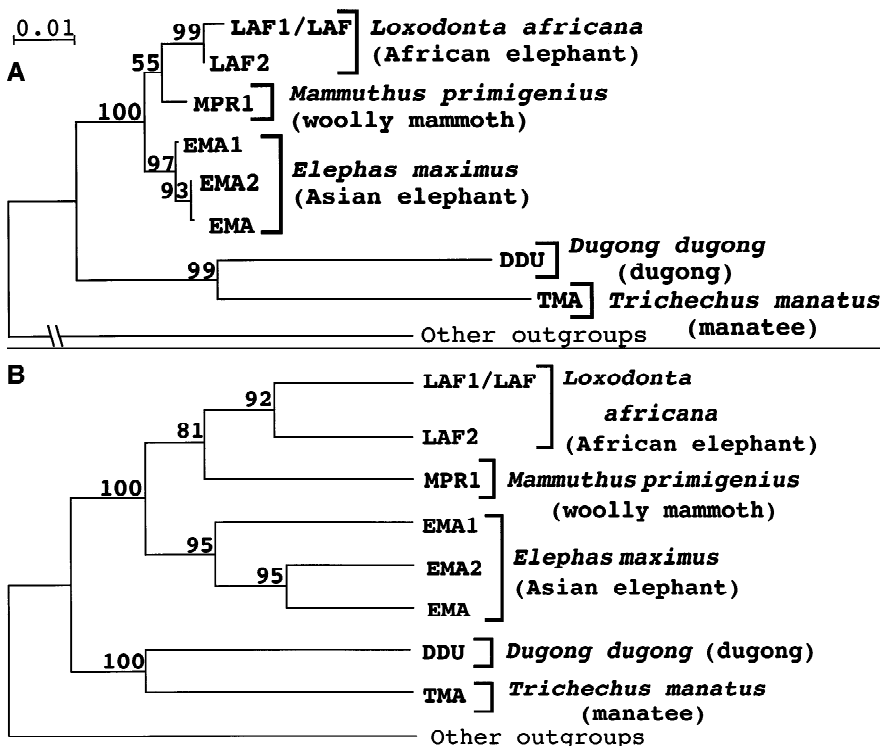 0.01
A
99
LAF1/LAF
Loxodonta africana
(African elephant)
LAF2
55
MPR1
Mammuthus primigenius
(woolly mammoth)
100
EMA1
97
Elephas maximus
(Asian elephant)
93
EMA2
EMA
99
DDU
Dugong dugong
(dugong)
TMA
Trichechus manatus
(manatee)
Other outgroups
B
92
LAF1/LAF
Loxodonta
africana
(African elephant)
LAF2
81
MPR1
Mammuthus primigenius
(woolly mammoth)
100
EMA1
95
Elephas maximus
(Asian elephant)
95
EMA2
EMA
100
DDU
Dugong dugong (dugong)
TMA
Trichechus manatus
(manatee)
Other outgroups